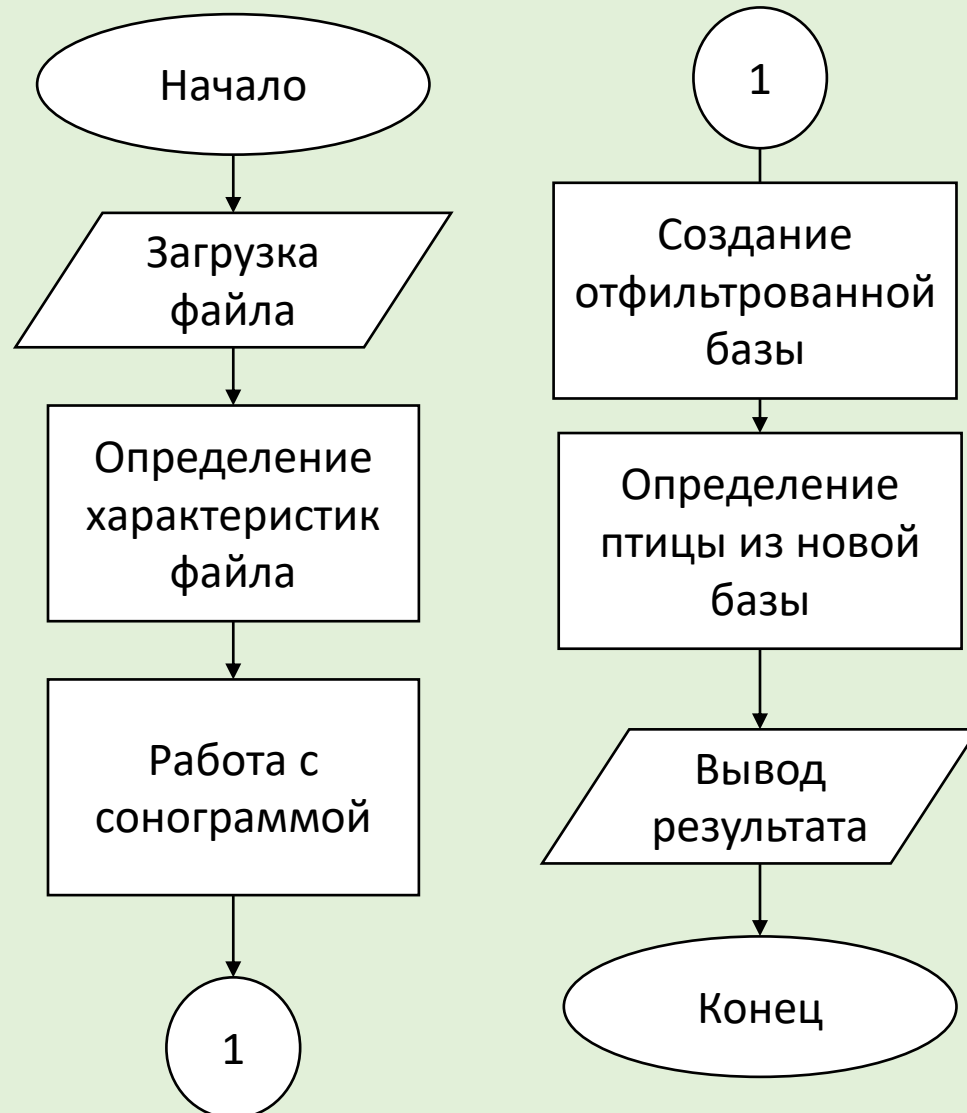 Начало
Загрузка
файла
Определение
характеристик
файла
Работа с
сонограммой
1
1
Создание
отфильтрованной
базы
Определение
птицы из новой
базы
Вывод
результата
Конец